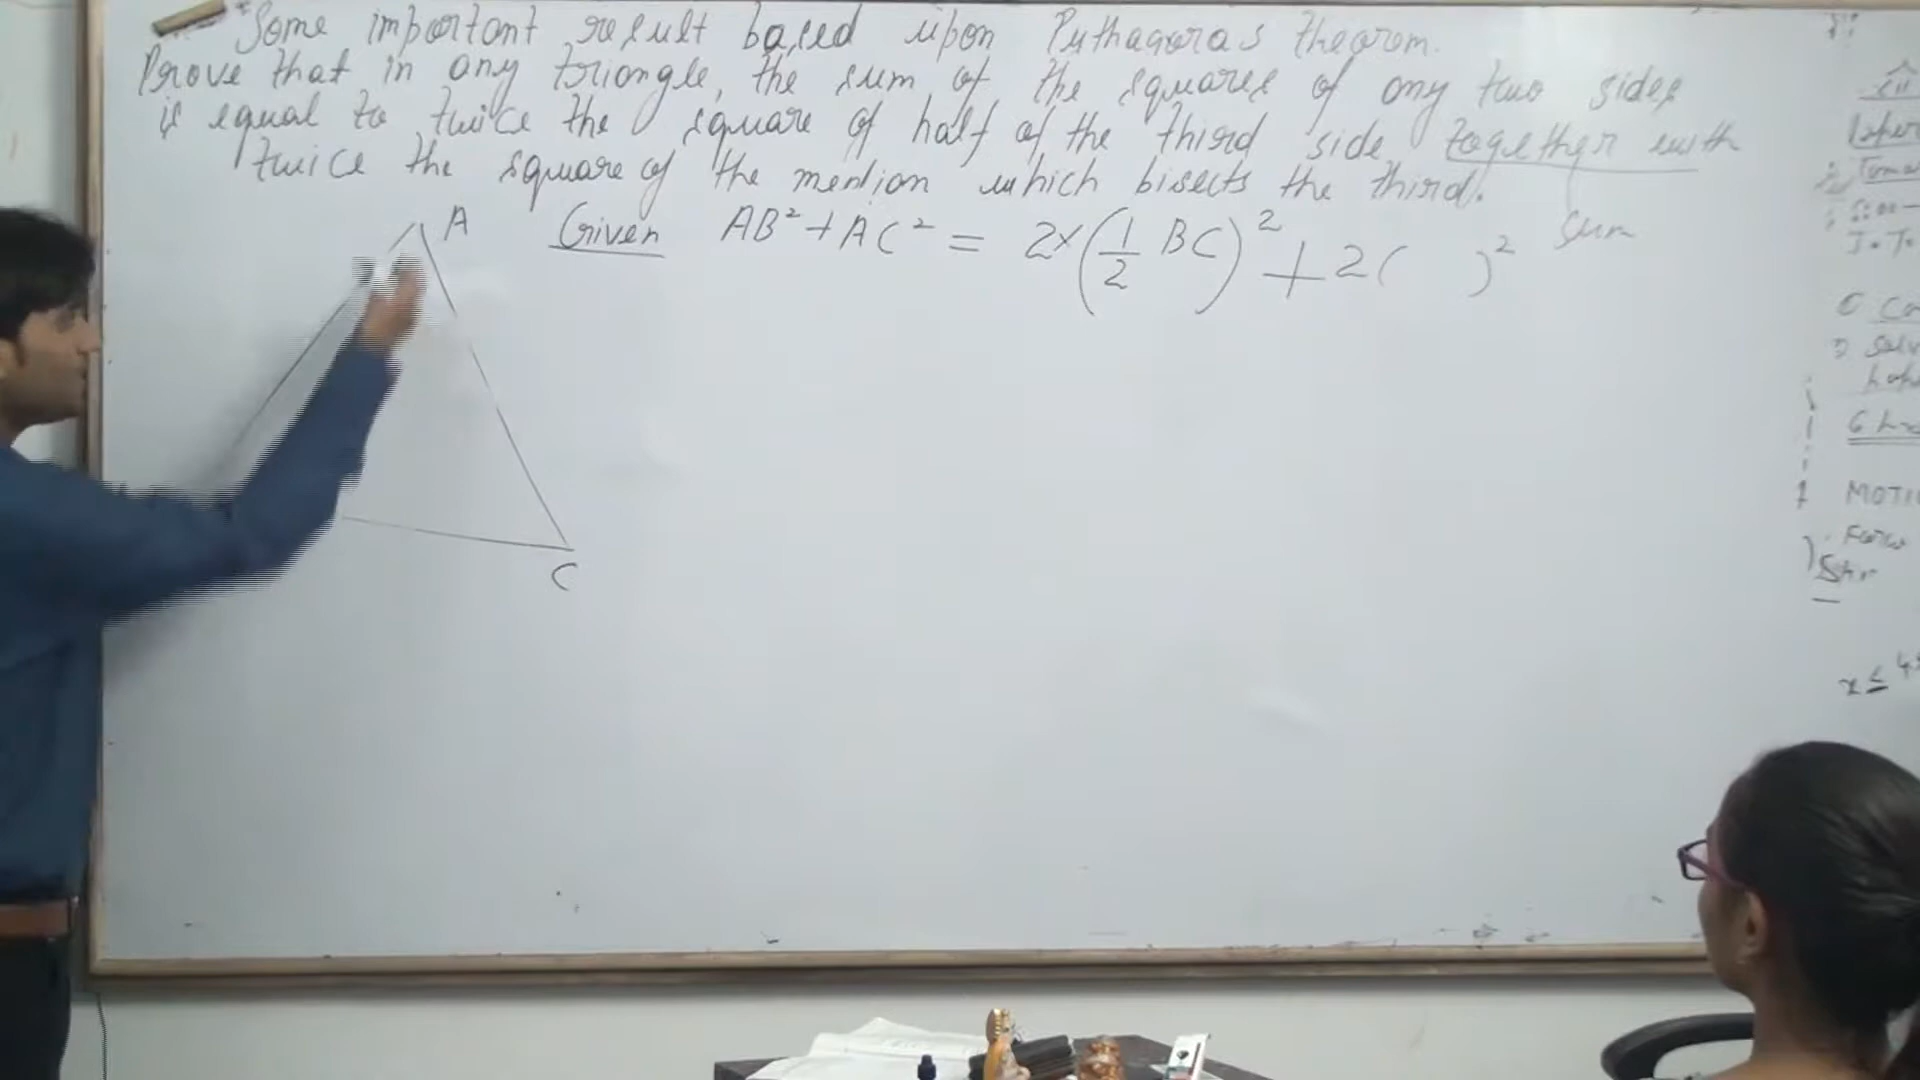 Some important result based upon Pythagoras theorem.
Prove that in any triangle, the sum of the squares of any two sides
is equal to twice the square of half of the third side together with
twice the square of the median which bisects the third.
Sum
A
Given AB² + AC² = 2×(1/2 BC)² + 2( )²
C
MOTI
x ≤